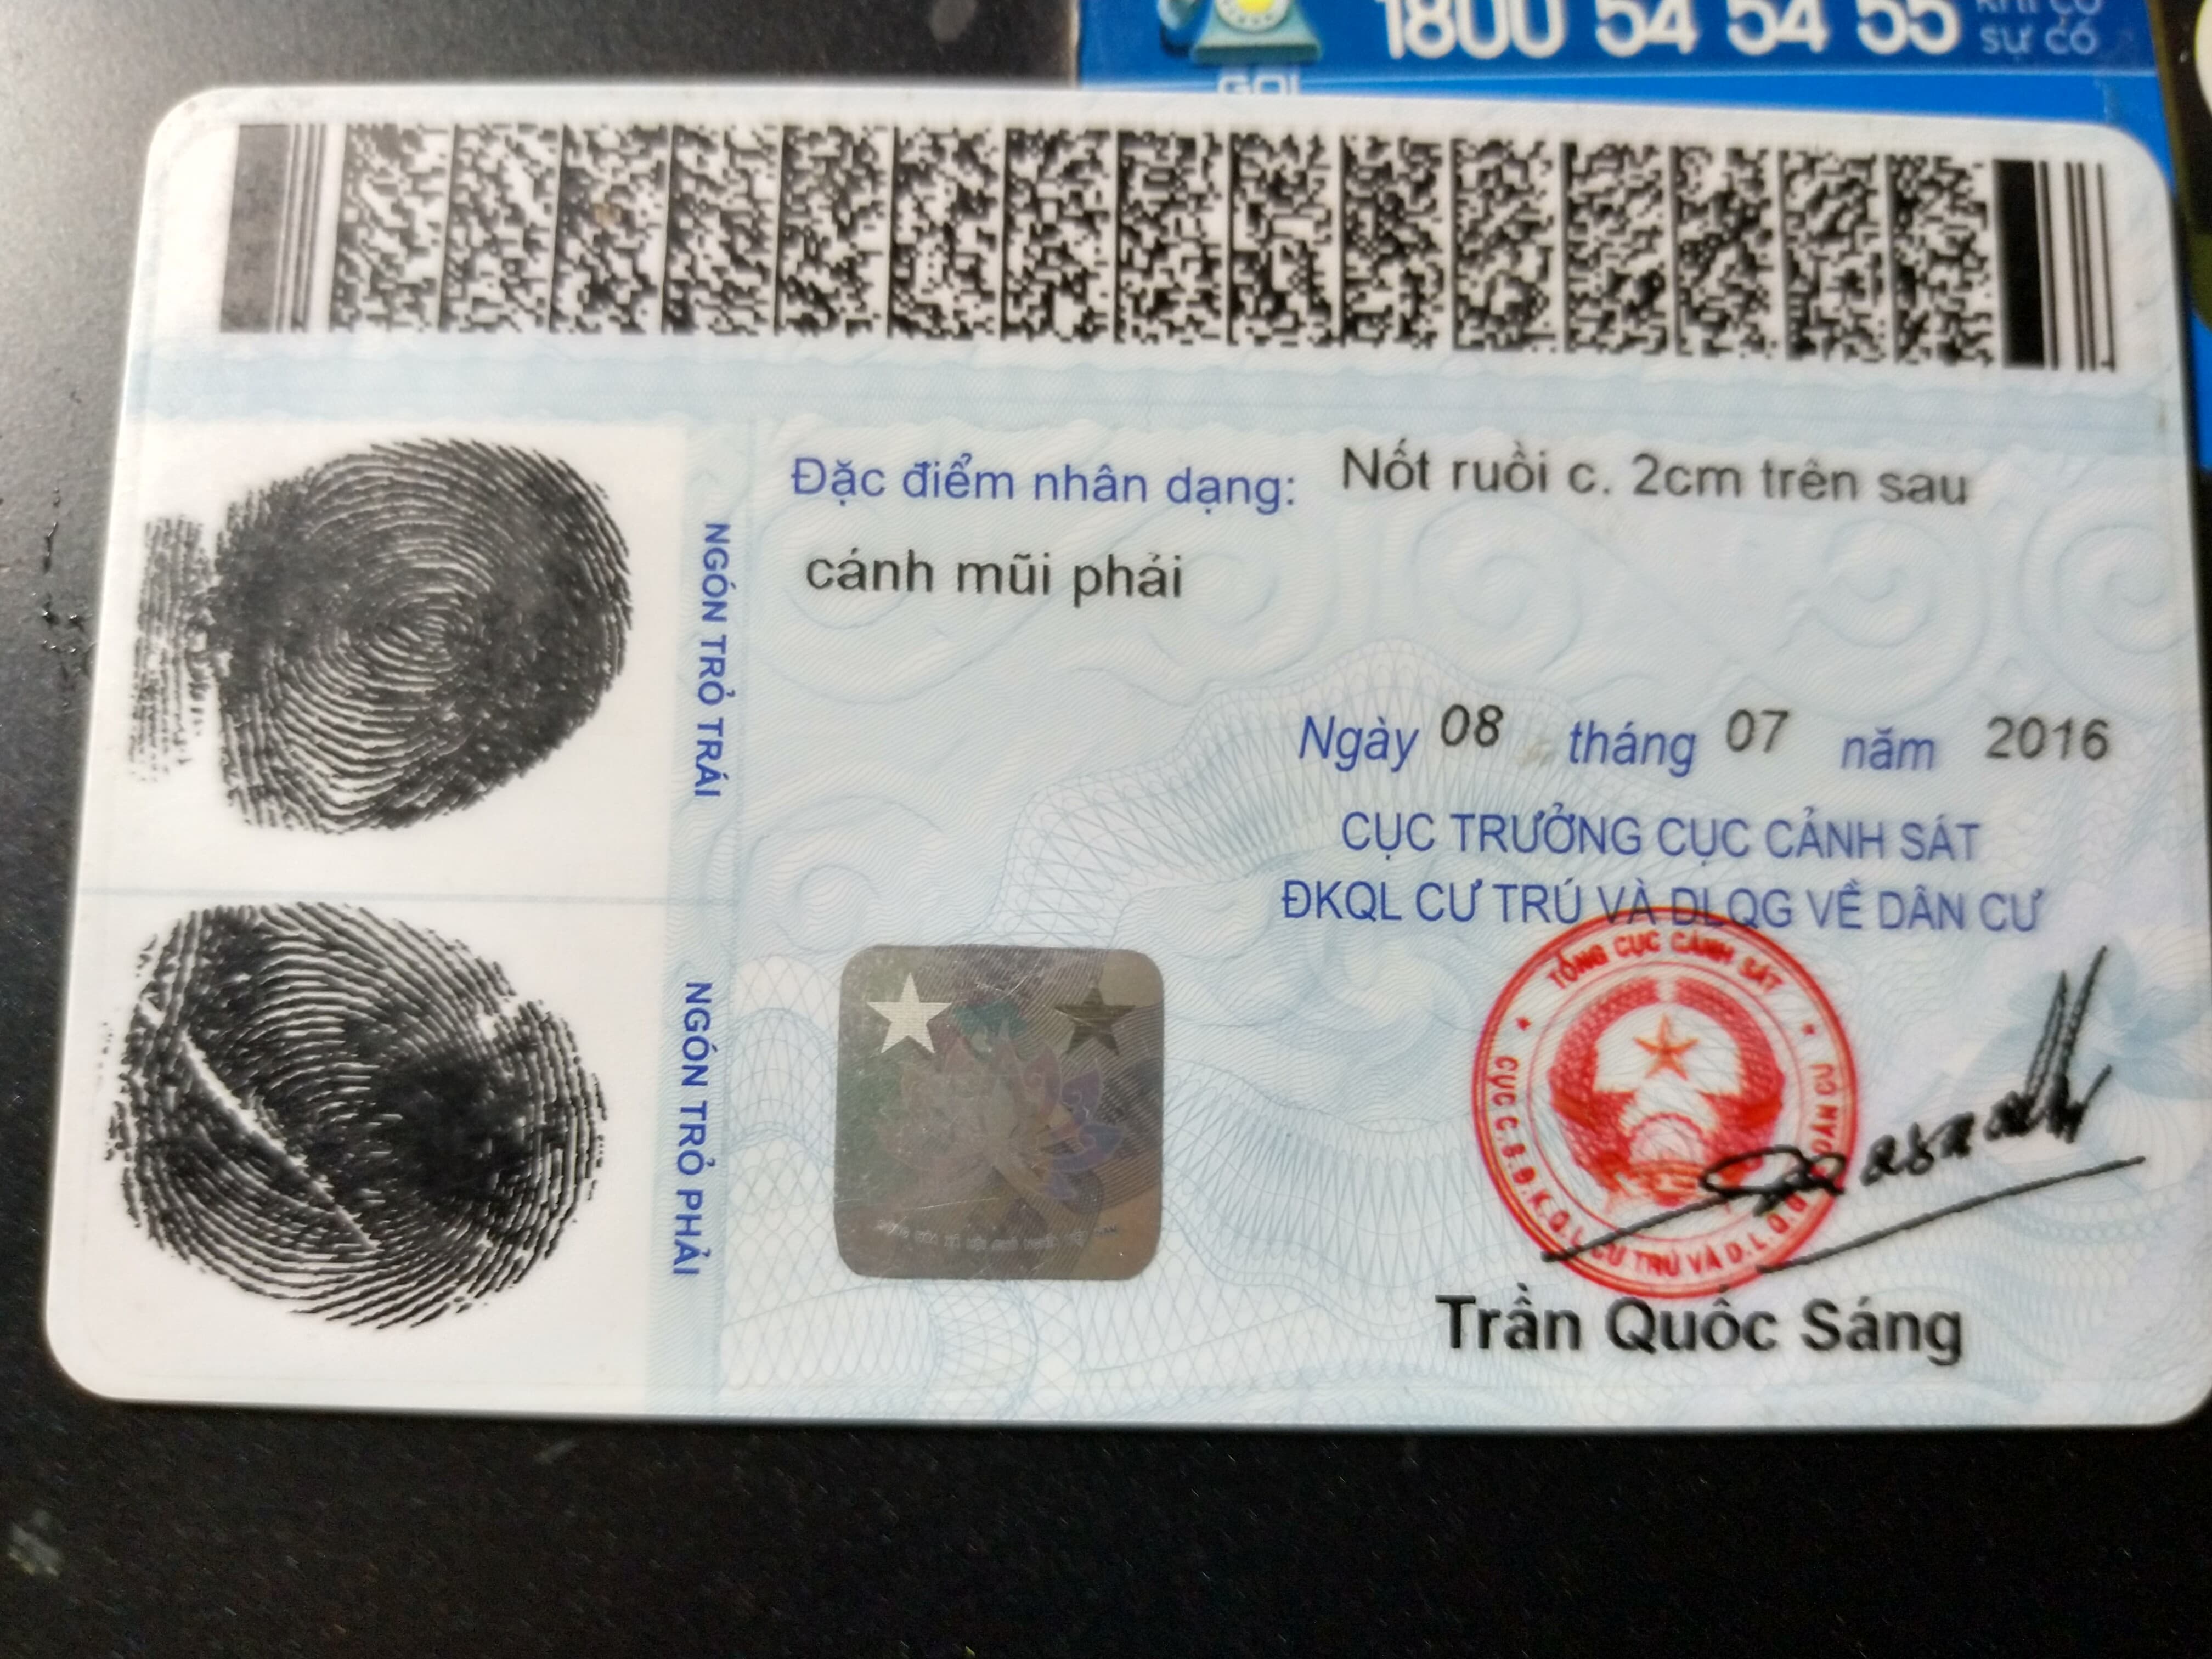 1800 54 54 55
khi có
sự cố
GỌI
Đặc điểm nhân dạng: Nốt ruồi c. 2cm trên sau
cánh mũi phải
NGÓN TRỎ TRÁI
NGÓN TRỎ PHẢI
Ngày 08 tháng 07 năm 2016
CỤC TRƯỞNG CỤC CẢNH SÁT
ĐKQL CƯ TRÚ VÀ DLQG VỀ DÂN CƯ
TỔNG CỤC CẢNH SÁT
CỤC C.S.Đ.K.Q.L CƯ TRÚ VÀ D.L.Q.G
Trần Quốc Sáng